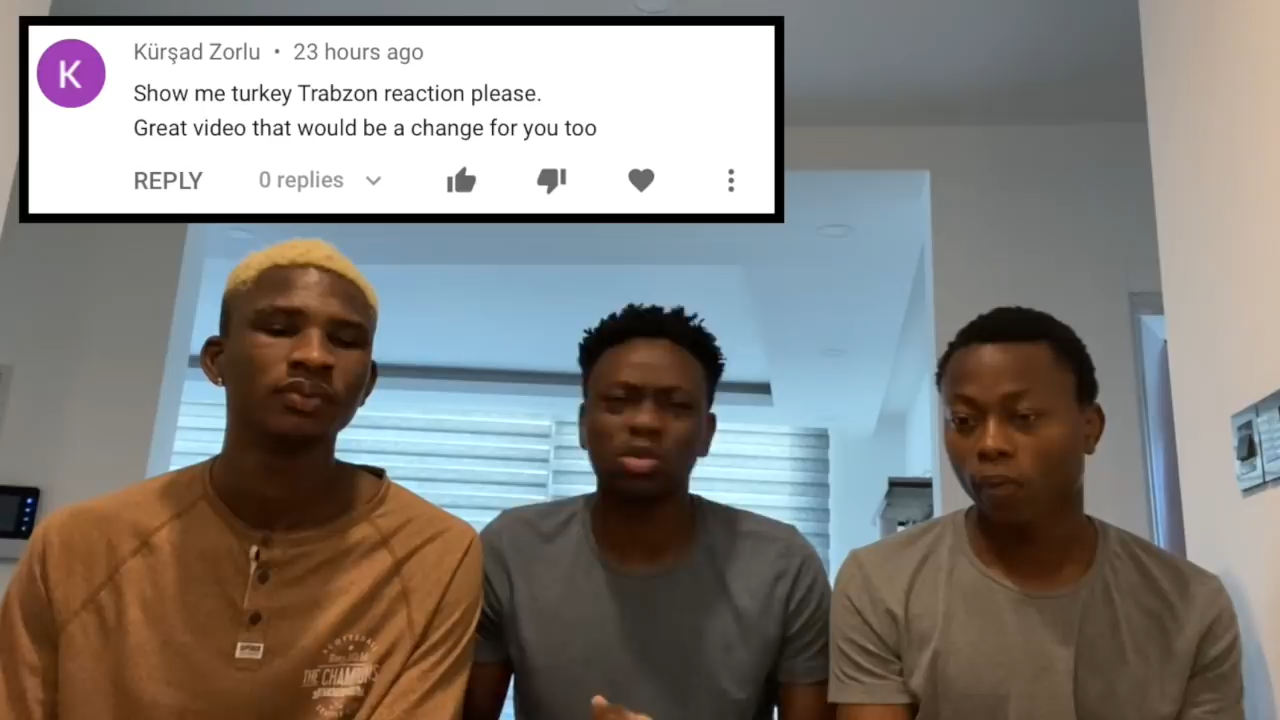 K
Kürşad Zorlu • 23 hours ago
Show me turkey Trabzon reaction please.
Great video that would be a change for you too
REPLY 0 replies
THE CHAMPIONS